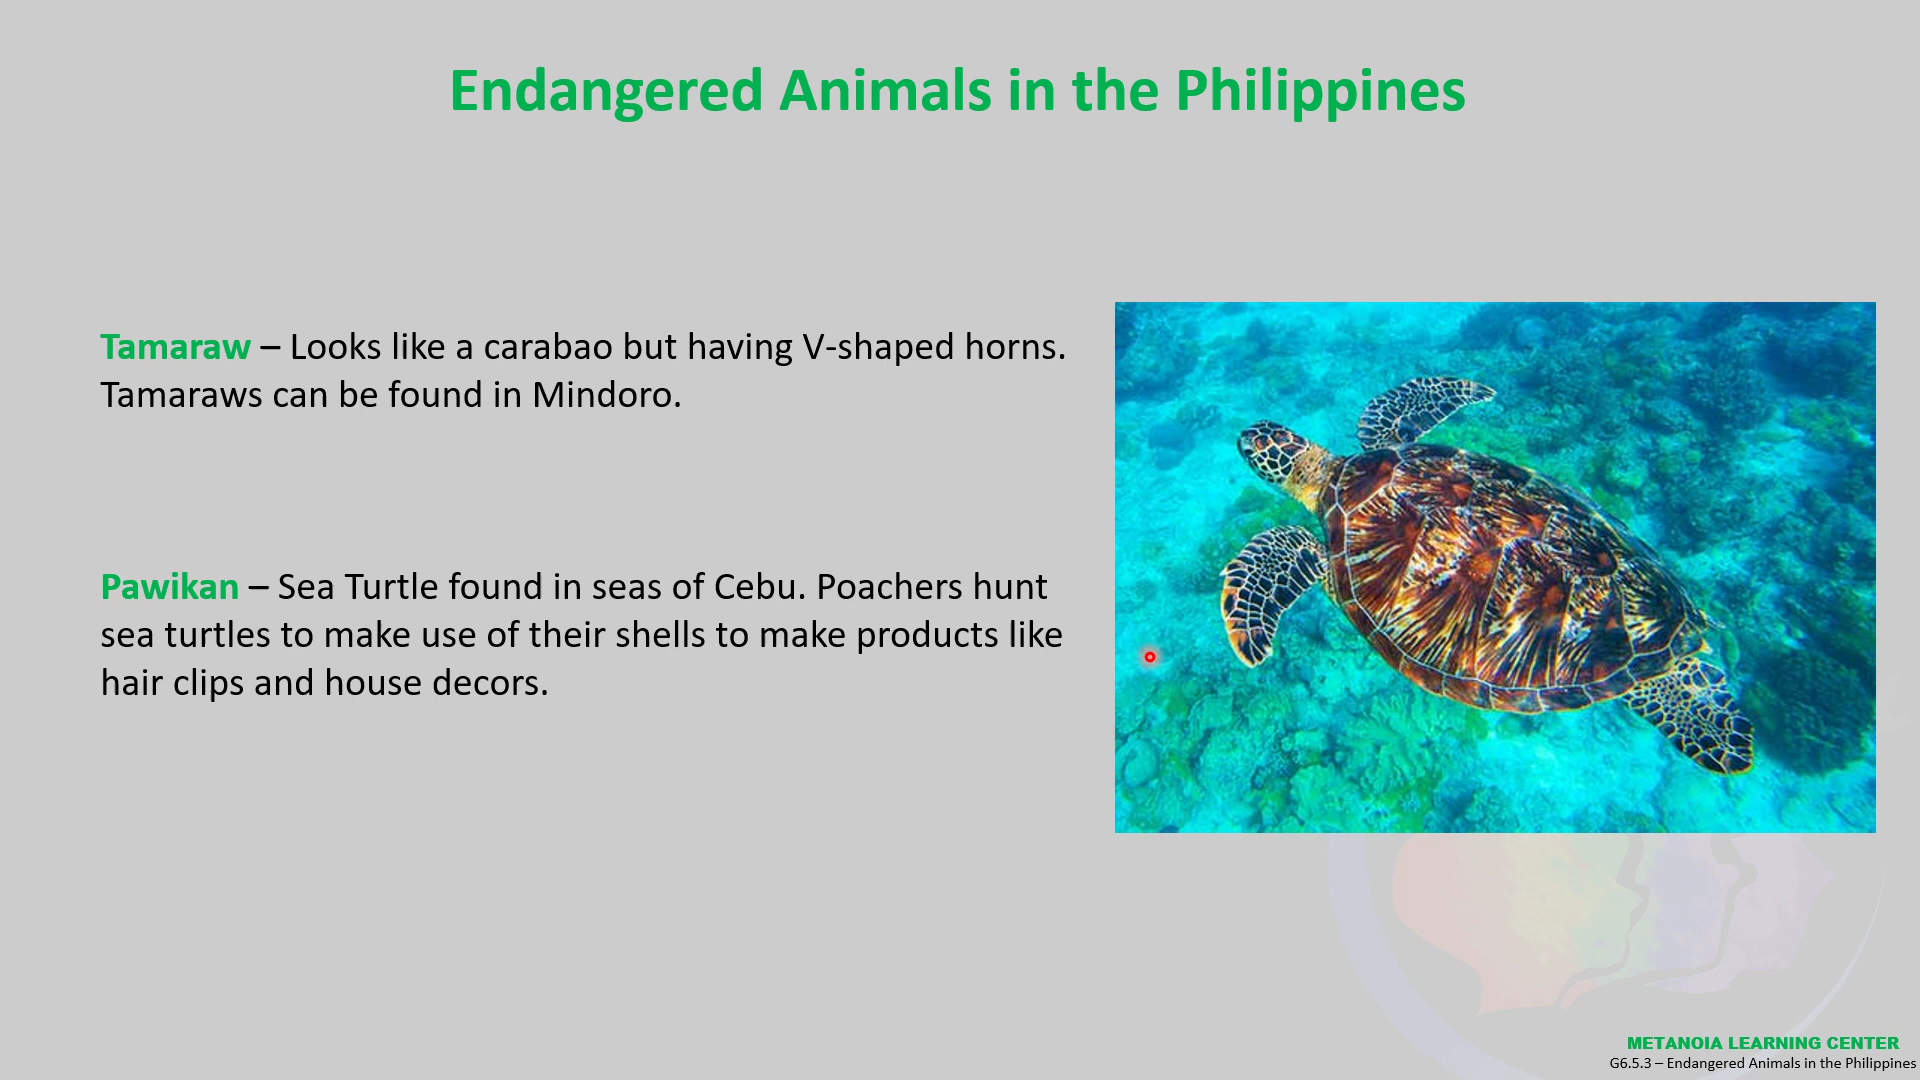 Endangered Animals in the Philippines
Tamaraw – Looks like a carabao but having V-shaped horns.
Tamaraws can be found in Mindoro.
Pawikan – Sea Turtle found in seas of Cebu. Poachers hunt
sea turtles to make use of their shells to make products like
hair clips and house decors.
METANOIA LEARNING CENTER
G6.5.3 – Endangered Animals in the Philippines